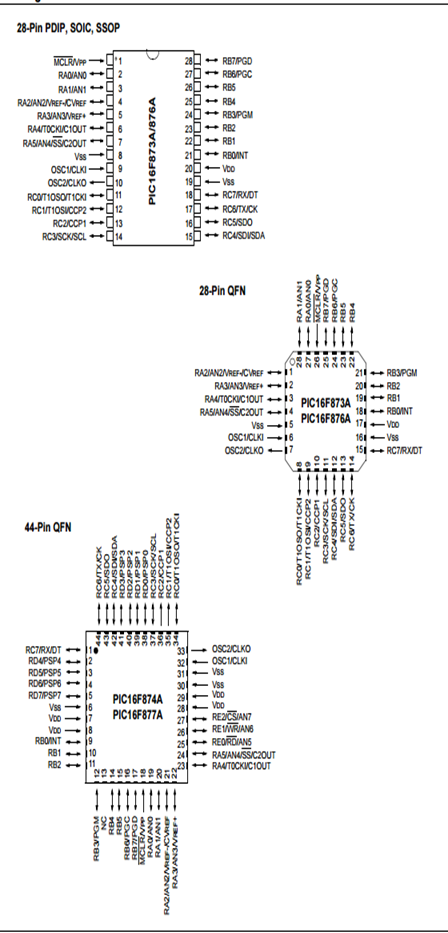 28-Pin PDIP, SOIC, SSOP
MCLR/VPP 1 28 RB7/PGD
RA0/AN0 2 27 RB6/PGC
RA1/AN1 3 26 RB5
RA2/AN2/VREF-/CVREF 4 25 RB4
RA3/AN3/VREF+ 5 24 RB3/PGM
RA4/T0CKI/C1OUT 6 23 RB2
RA5/AN4/SS/C2OUT 7 22 RB1
VSS 8 21 RB0/INT
OSC1/CLKI 9 20 VDD
OSC2/CLKO 10 19 VSS
RC0/T1OSO/T1CKI 11 18 RC7/RX/DT
RC1/T1OSI/CCP2 12 17 RC6/TX/CK
RC2/CCP1 13 16 RC5/SDO
RC3/SCK/SCL 14 15 RC4/SDI/SDA
PIC16F873A/876A
28-Pin QFN
RA1/AN1 28
RA0/AN0 27
MCLR/VPP 26
RB7/PGD 25
RB6/PGC 24
RB5 23
RB4 22
RA2/AN2/VREF-/CVREF 1 21 RB3/PGM
RA3/AN3/VREF+ 2 20 RB2
RA4/T0CKI/C1OUT 3 19 RB1
RA5/AN4/SS/C2OUT 4 18 RB0/INT
VSS 5 17 VDD
OSC1/CLKI 6 16 VSS
OSC2/CLKO 7 15 RC7/RX/DT
PIC16F873A
PIC16F876A
8 RC0/T1OSO/T1CKI
9 RC1/T1OSI/CCP2
10 RC2/CCP1
11 RC3/SCK/SCL
12 RC4/SDI/SDA
13 RC5/SDO
14 RC6/TX/CK
44-Pin QFN
RC6/TX/CK 44
RC5/SDO 43
RC4/SDI/SDA 42
RD3/PSP3 41
RD2/PSP2 40
RD1/PSP1 39
RD0/PSP0 38
RC3/SCK/SCL 37
RC2/CCP1 36
RC1/T1OSI/CCP2 35
RC0/T1OSO/T1CKI 34
RC7/RX/DT 1 33 OSC2/CLKO
RD4/PSP4 2 32 OSC1/CLKI
RD5/PSP5 3 31 VSS
RD6/PSP6 4 30 VSS
RD7/PSP7 5 29 VDD
VSS 6 28 VDD
VDD 7 27 RE2/CS/AN7
VDD 8 26 RE1/WR/AN6
RB0/INT 9 25 RE0/RD/AN5
RB1 10 24 RA5/AN4/SS/C2OUT
RB2 11 23 RA4/T0CKI/C1OUT
PIC16F874A
PIC16F877A
12 RB3/PGM
13 NC
14 RB4
15 RB5
16 RB6/PGC
17 RB7/PGD
18 MCLR/VPP
19 RA0/AN0
20 RA1/AN1
21 RA2/AN2/VREF-/CVREF
22 RA3/AN3/VREF+